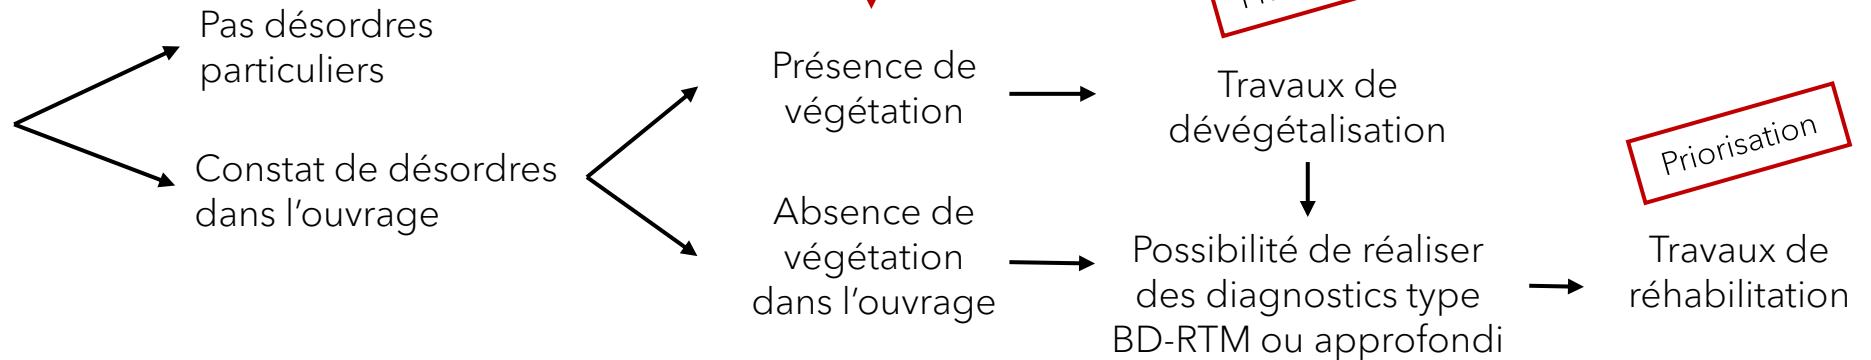 Pas désordres
particuliers
Constat de désordres
dans l’ouvrage
Présence de
végétation
Absence de
végétation
dans l’ouvrage
Travaux de
dévégétalisation
Possibilité de réaliser
des diagnostics type
BD-RTM ou approfondi
Priorisation
Travaux de
réhabilitation